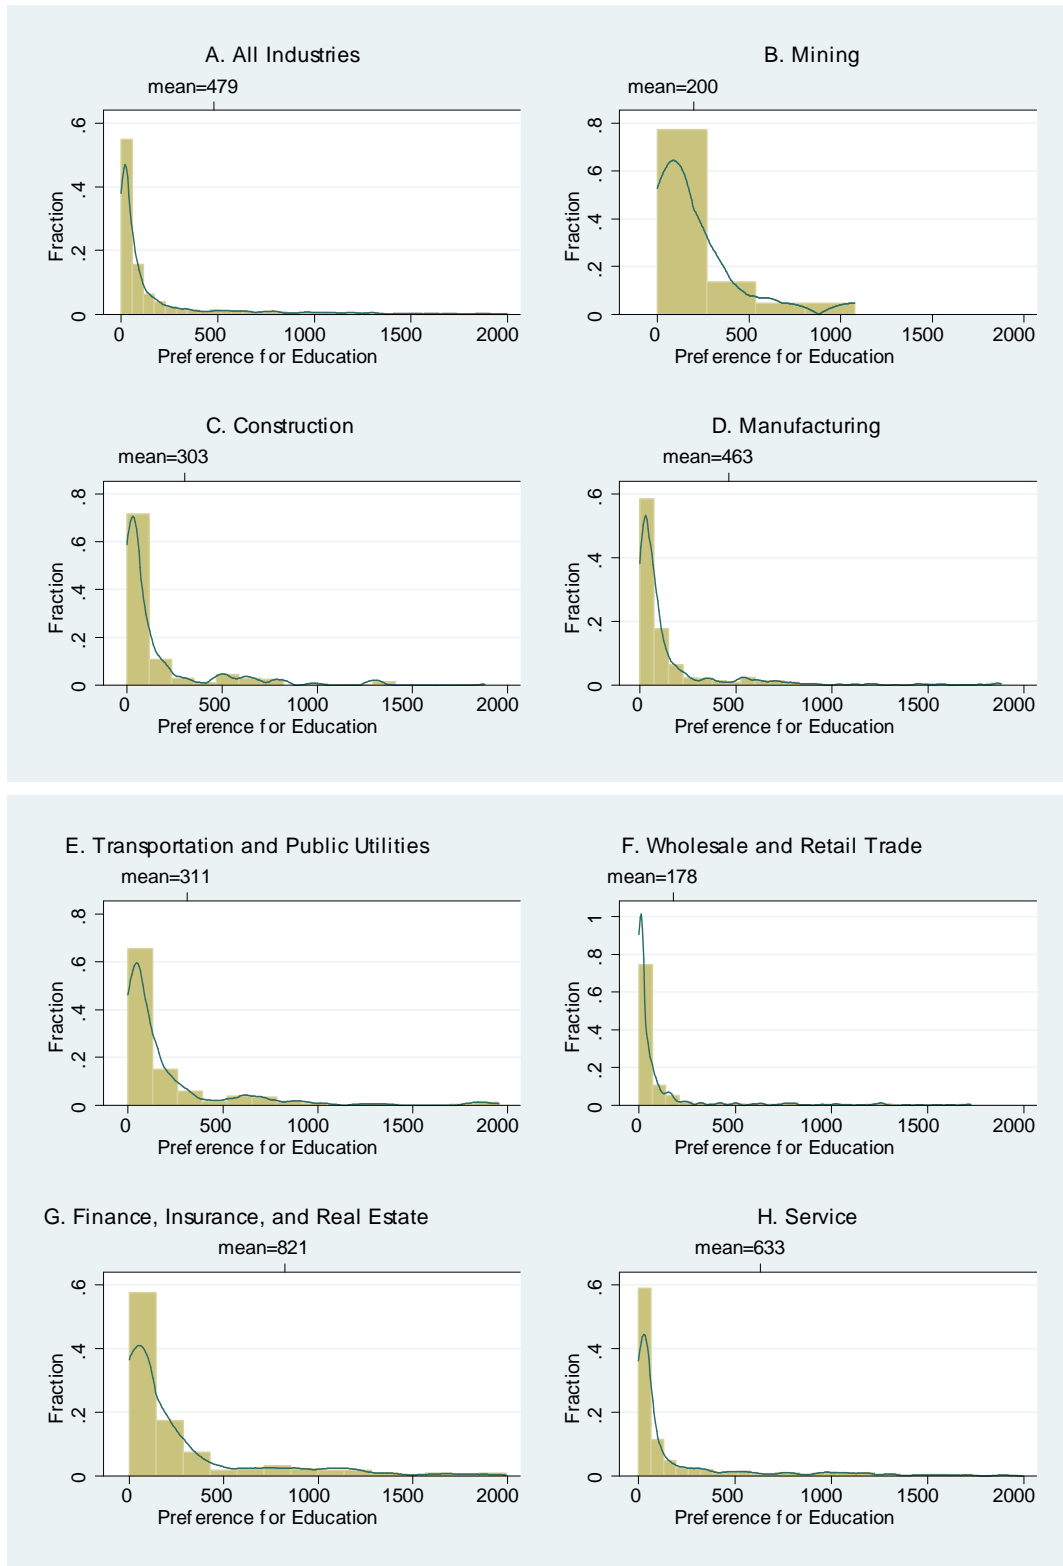 A. All Industries
mean=479
.6
.4
.2
0
Fraction
0 500 1000 1500 2000
Preference for Education
B. Mining
mean=200
.8
.6
.4
.2
0
Fraction
0 500 1000 1500 2000
Preference for Education
C. Construction
mean=303
.8
.6
.4
.2
0
Fraction
0 500 1000 1500 2000
Preference for Education
D. Manufacturing
mean=463
.6
.4
.2
0
Fraction
0 500 1000 1500 2000
Preference for Education
E. Transportation and Public Utilities
mean=311
.8
.6
.4
.2
0
Fraction
0 500 1000 1500 2000
Preference for Education
F. Wholesale and Retail Trade
mean=178
1
.8
.6
.4
.2
0
Fraction
0 500 1000 1500 2000
Preference for Education
G. Finance, Insurance, and Real Estate
mean=821
.6
.4
.2
0
Fraction
0 500 1000 1500 2000
Preference for Education
H. Service
mean=633
.6
.4
.2
0
Fraction
0 500 1000 1500 2000
Preference for Education